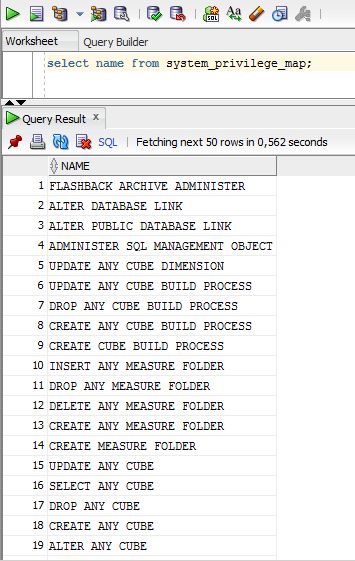 SQL
Aa
Worksheet Query Builder
select name from system_privilege_map;
Query Result x
SQL | Fetching next 50 rows in 0,562 seconds
NAME
1 FLASHBACK ARCHIVE ADMINISTER
2 ALTER DATABASE LINK
3 ALTER PUBLIC DATABASE LINK
4 ADMINISTER SQL MANAGEMENT OBJECT
5 UPDATE ANY CUBE DIMENSION
6 UPDATE ANY CUBE BUILD PROCESS
7 DROP ANY CUBE BUILD PROCESS
8 CREATE ANY CUBE BUILD PROCESS
9 CREATE CUBE BUILD PROCESS
10 INSERT ANY MEASURE FOLDER
11 DROP ANY MEASURE FOLDER
12 DELETE ANY MEASURE FOLDER
13 CREATE ANY MEASURE FOLDER
14 CREATE MEASURE FOLDER
15 UPDATE ANY CUBE
16 SELECT ANY CUBE
17 DROP ANY CUBE
18 CREATE ANY CUBE
19 ALTER ANY CUBE